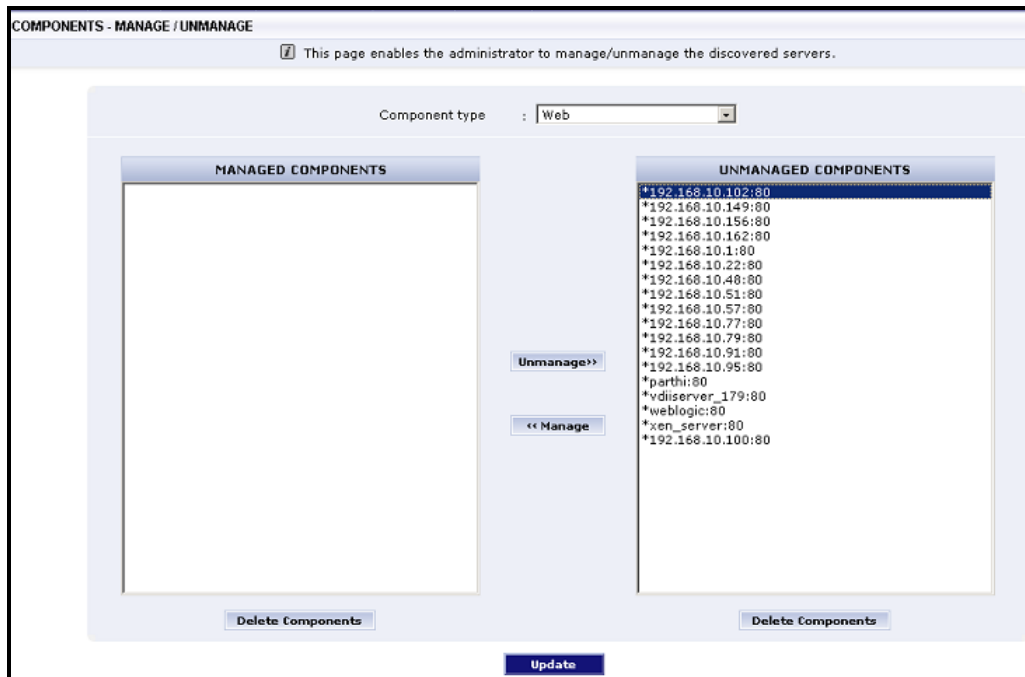 COMPONENTS - MANAGE / UNMANAGE
This page enables the administrator to manage/unmanage the discovered servers.
Component type : Web
MANAGED COMPONENTS
UNMANAGED COMPONENTS
*192.168.10.102:80
*192.168.10.149:80
*192.168.10.156:80
*192.168.10.162:80
*192.168.10.1:80
*192.168.10.22:80
*192.168.10.48:80
*192.168.10.51:80
*192.168.10.57:80
*192.168.10.77:80
*192.168.10.79:80
*192.168.10.91:80
*192.168.10.95:80
*parthi:80
*vdiiserver_179:80
*weblogic:80
*xen_server:80
*192.168.10.100:80
Unmanage>>
<< Manage
Delete Components
Delete Components
Update